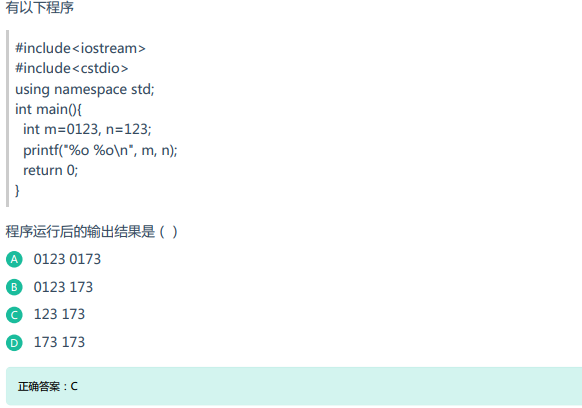 有以下程序
#include<iostream>
#include<cstdio>
using namespace std;
int main(){
int m=0123, n=123;
printf("%o %o\n", m, n);
return 0;
}
程序运行后的输出结果是（ ）
A 0123 0173
B 0123 173
C 123 173
D 173 173
正确答案：C